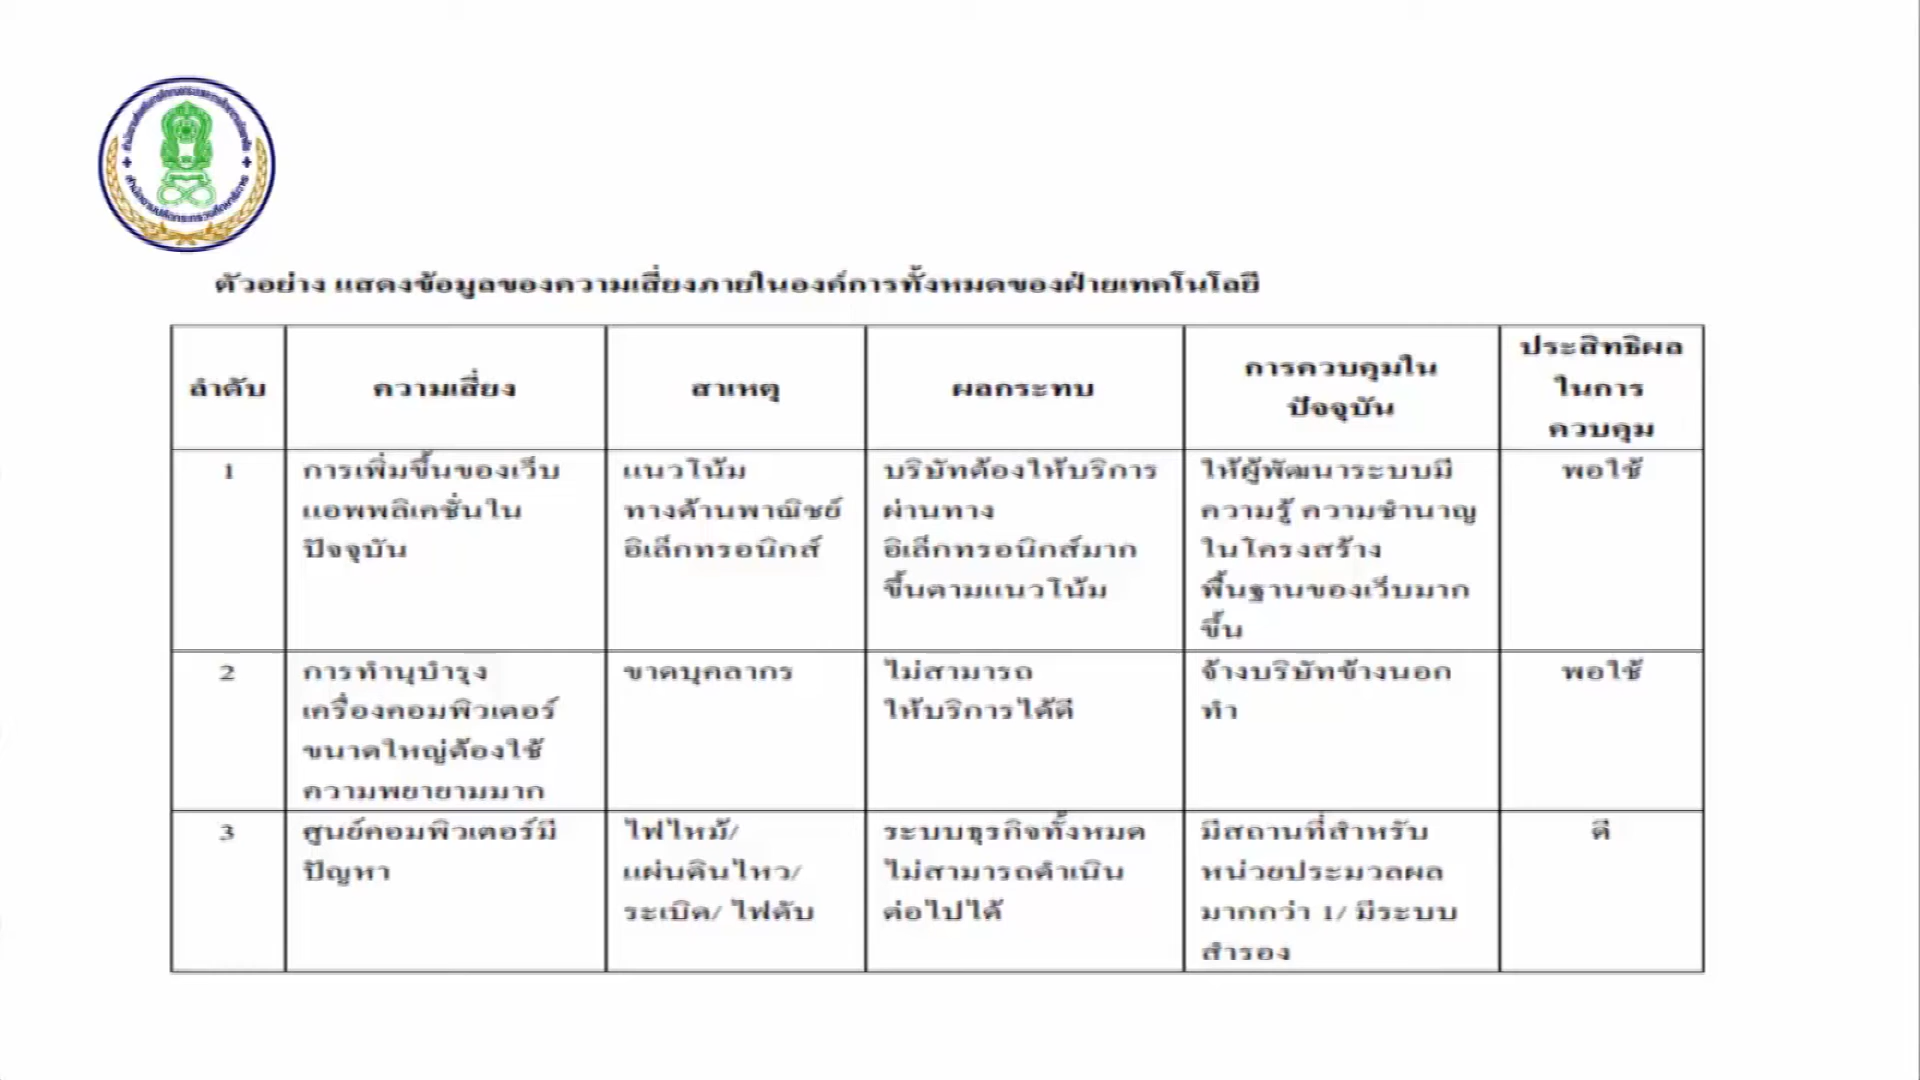 ตัวอย่าง แสดงข้อมูลของความเสี่ยงภายในองค์การทั้งหมดของฝ่ายเทคโนโลยี
ลำดับ
ความเสี่ยง
สาเหตุ
ผลกระทบ
การควบคุมใน
ปัจจุบัน
ประสิทธิผล
ในการ
ควบคุม
1
การเพิ่มขึ้นของเว็บ
แอพพลิเคชั่นใน
ปัจจุบัน
แนวโน้ม
ทางด้านพาณิชย์
อิเล็กทรอนิกส์
บริษัทต้องให้บริการ
ผ่านทาง
อิเล็กทรอนิกส์มาก
ขึ้นตามแนวโน้ม
ให้ผู้พัฒนาระบบมี
ความรู้ ความชำนาญ
ในโครงสร้าง
พื้นฐานของเว็บมาก
ขึ้น
พอใช้
2
การทำนุบำรุง
เครื่องคอมพิวเตอร์
ขนาดใหญ่ต้องใช้
ความพยายามมาก
ขาดบุคลากร
ไม่สามารถ
ให้บริการได้ดี
จ้างบริษัทข้างนอก
ทำ
พอใช้
3
ศูนย์คอมพิวเตอร์มี
ปัญหา
ไฟไหม้/
แผ่นดินไหว/
ระเบิด/ ไฟดับ
ระบบธุรกิจทั้งหมด
ไม่สามารถดำเนิน
ต่อไปได้
มีสถานที่สำหรับ
หน่วยประมวลผล
มากกว่า 1/ มีระบบ
สำรอง
ดี